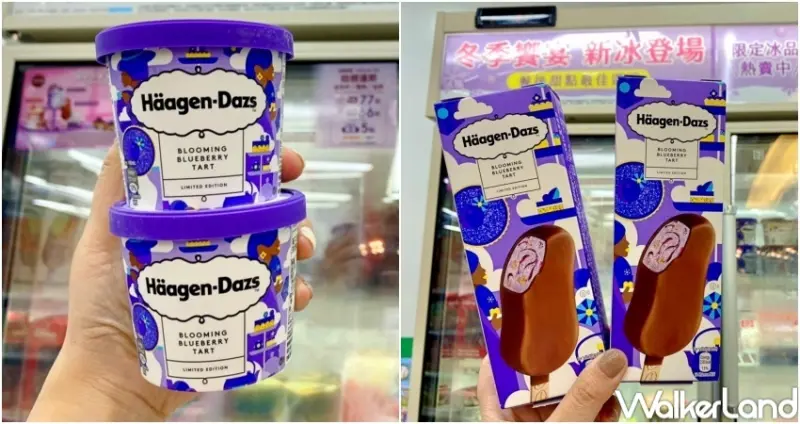 Häagen-Dazs
BLOOMING
BLUEBERRY
TART
LIMITED EDITION
Häagen-Dazs
BLOOMING
BLUEBERRY
TART
LIMITED EDITION
77
冬季饗宴 新冰登場
限定冰品
熱賣中
Häagen-Dazs
BLOOMING
BLUEBERRY
TART
LIMITED EDITION
Häagen-Dazs
BLOOMING
BLUEBERRY
TART
LIMITED EDITION
WALKERLAND